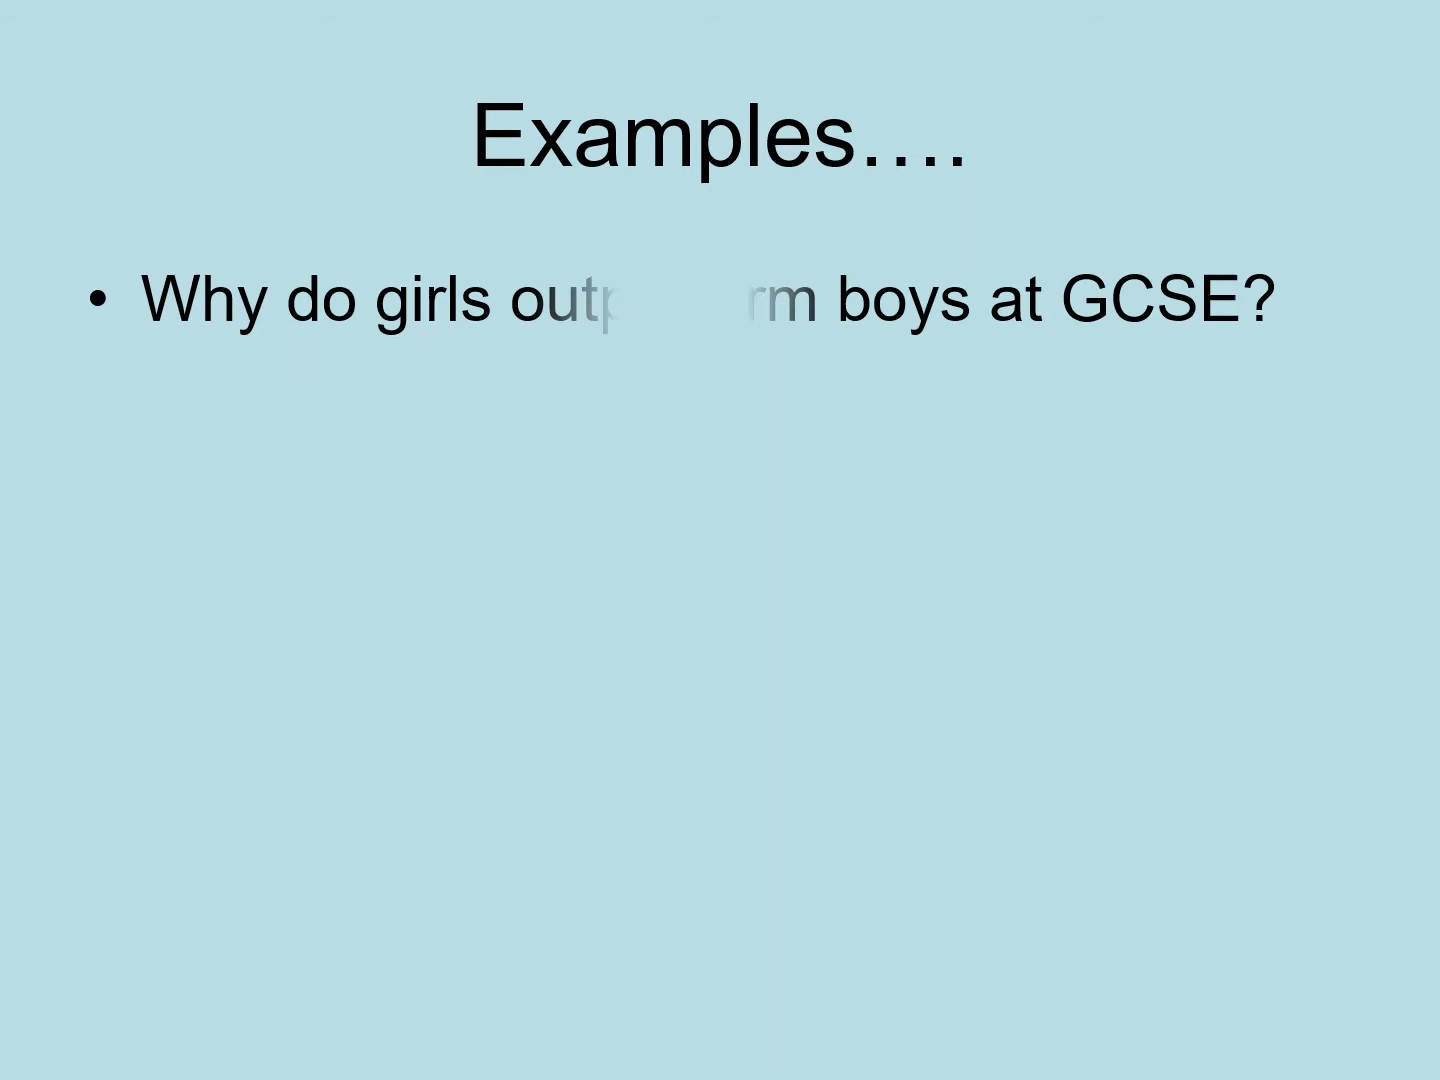 Examples….
• Why do girls outperform boys at GCSE?